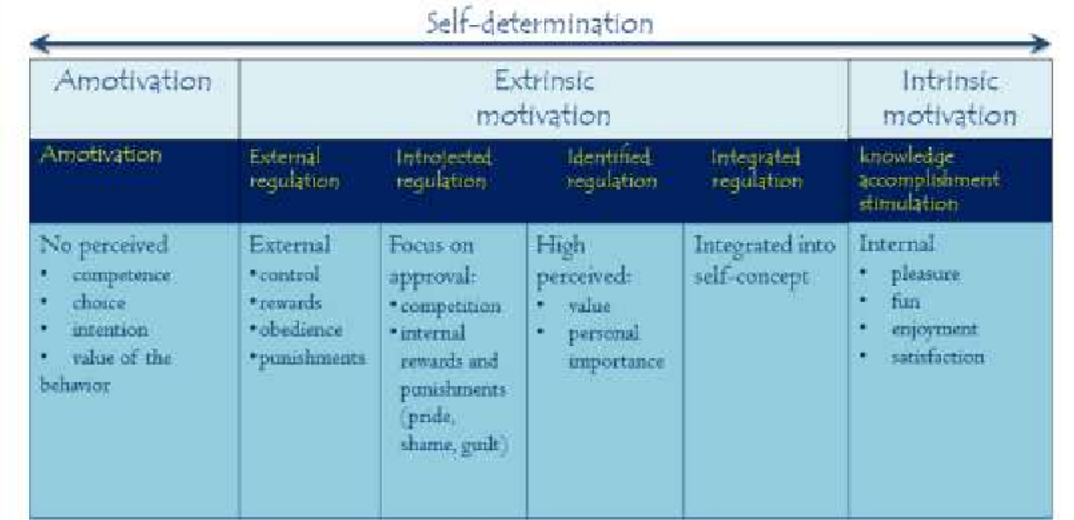 Self-determination
Amotivation
Extrinsic
motivation
Intrinsic
motivation
Amotivation
External
regulation
Introjected
regulation
Identified
regulation
Integrated
regulation
knowledge
accomplishment
stimulation
No perceived
• competence
• choice
• intention
• value of the
behavior
External
• control
• rewards
• obedience
• punishments
Focus on
approval:
• competition
• internal
rewards and
punishments
(pride,
shame, guilt)
High
perceived:
• value
• personal
importance
Integrated into
self-concept
Internal
• pleasure
• fun
• enjoyment
• satisfaction